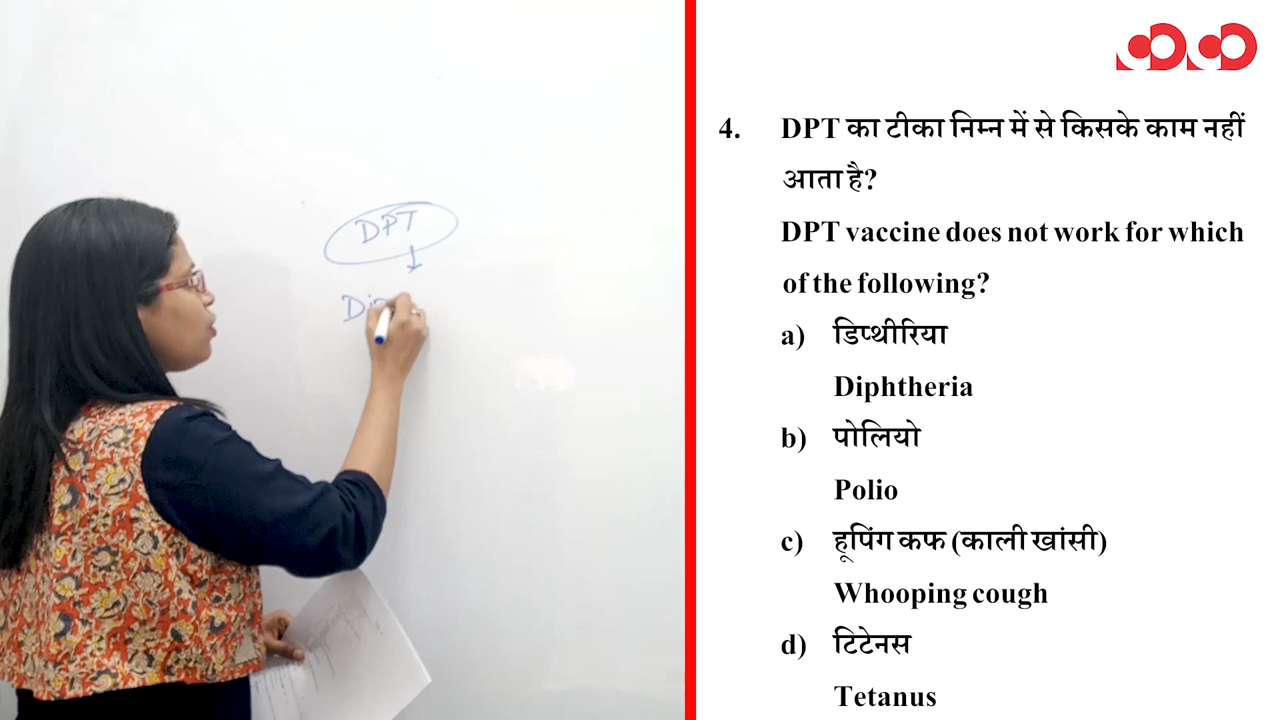 DPT
4. DPT का टीका निम्न में से किसके काम नहीं
आता है?
DPT vaccine does not work for which
of the following?
a) डिप्थीरिया
Diphtheria
b) पोलियो
Polio
c) हूपिंग कफ (काली खांसी)
Whooping cough
d) टिटेनस
Tetanus